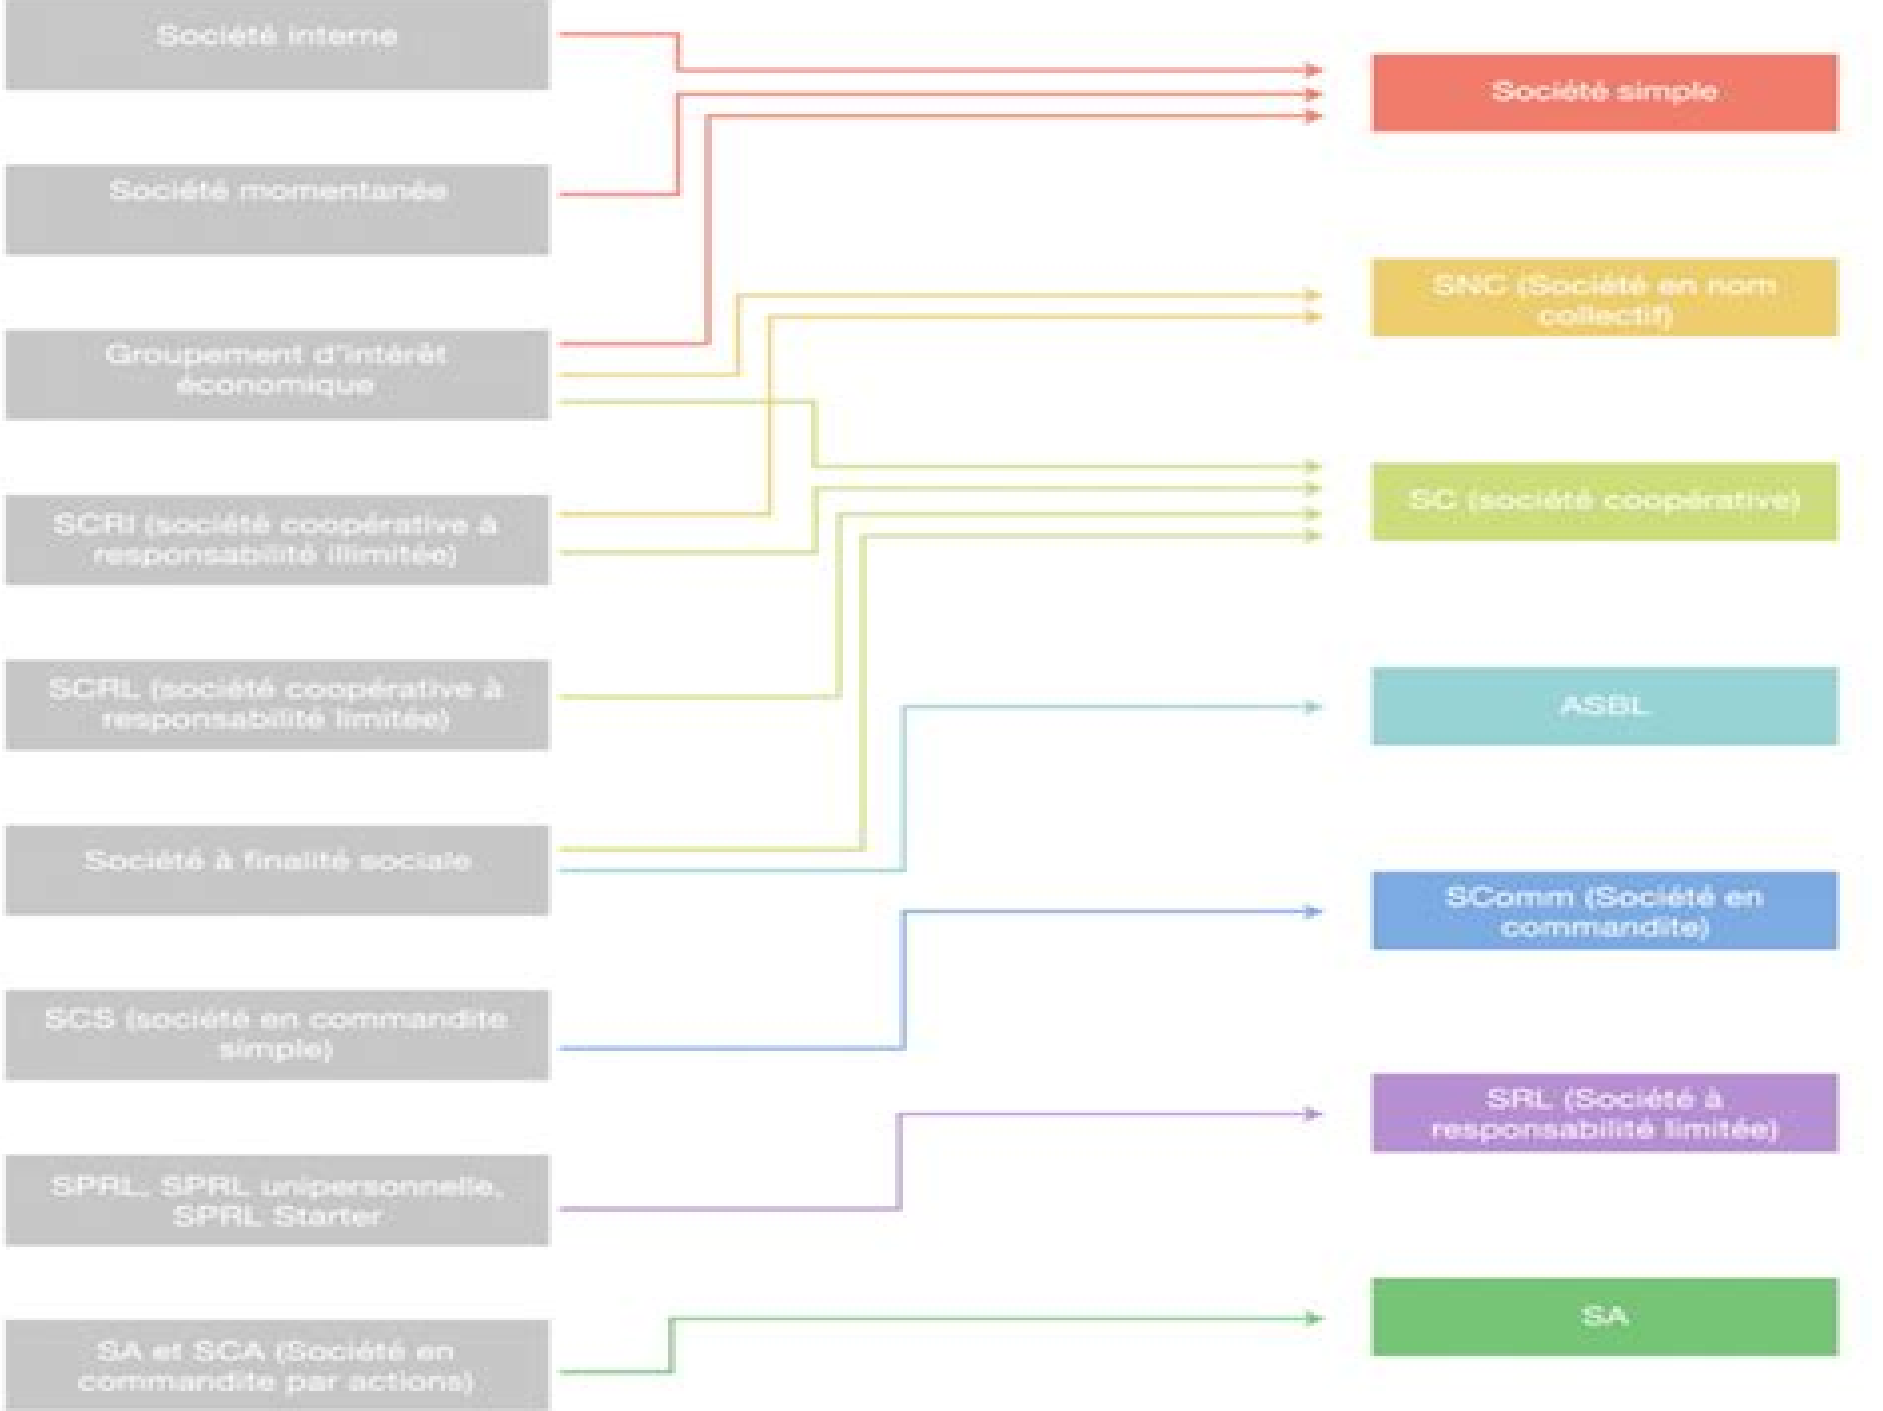 Société interne
Société momentanée
Groupement d'intérêt
économique
SCRI (société coopérative à
responsabilité illimitée)
SCRL (société coopérative à
responsabilité limitée)
Société à finalité sociale
SCS (société en commandite
simple)
SPRL, SPRL unipersonnelle,
SPRL Starter
SA et SCA (Société en
commandite par actions)
Société simple
SNC (Société en nom
collectif)
SC (société coopérative)
ASBL
SComm (Société en
commandite)
SRL (Société à
responsabilité limitée)
SA